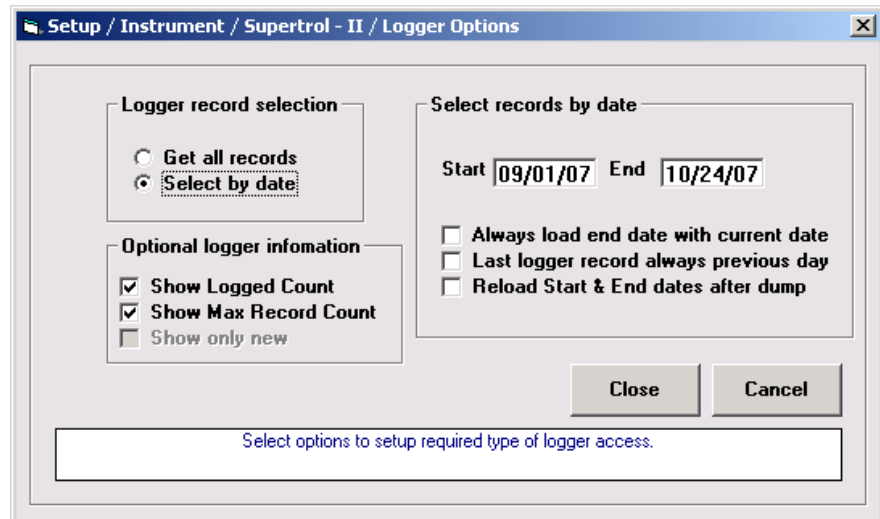 Setup / Instrument / Supertrol - II / Logger Options
Logger record selection
Get all records
Select by date
Optional logger infomation
Show Logged Count
Show Max Record Count
Show only new
Select records by date
Start 09/01/07 End 10/24/07
Always load end date with current date
Last logger record always previous day
Reload Start & End dates after dump
Close Cancel
Select options to setup required type of logger access.